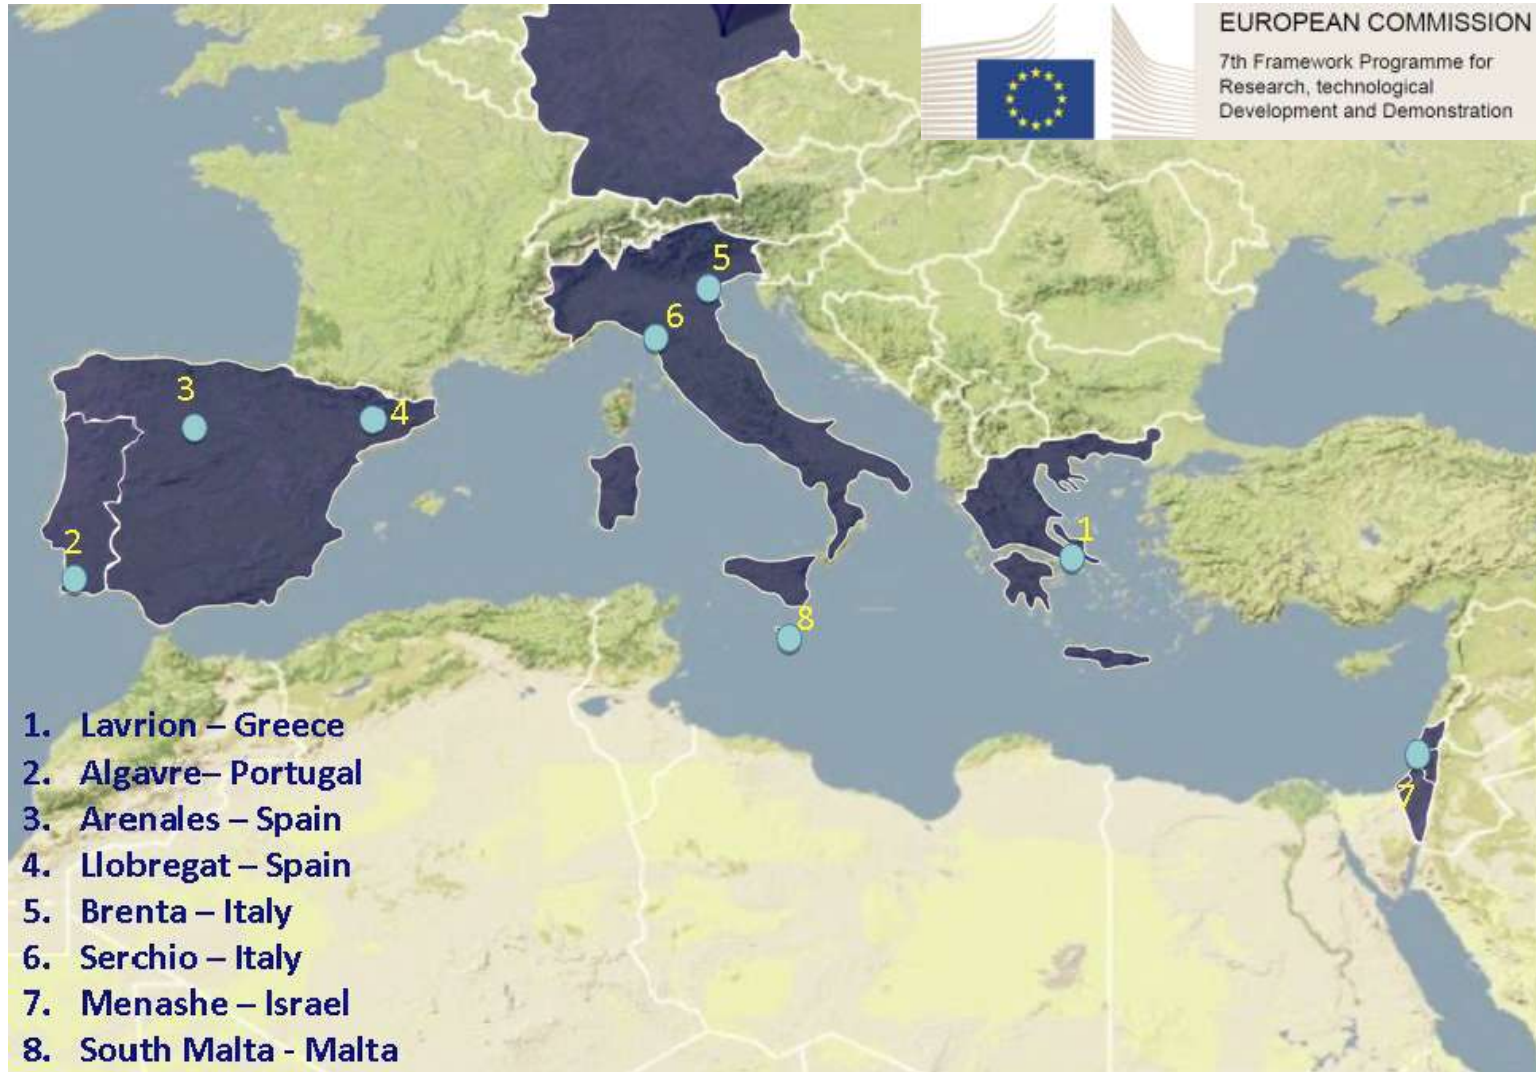 EUROPEAN COMMISSION
7th Framework Programme for
Research, technological
Development and Demonstration
5
6
3
4
2
1
8
7
1. Lavrion – Greece
2. Algavre– Portugal
3. Arenales – Spain
4. Llobregat – Spain
5. Brenta – Italy
6. Serchio – Italy
7. Menashe – Israel
8. South Malta - Malta